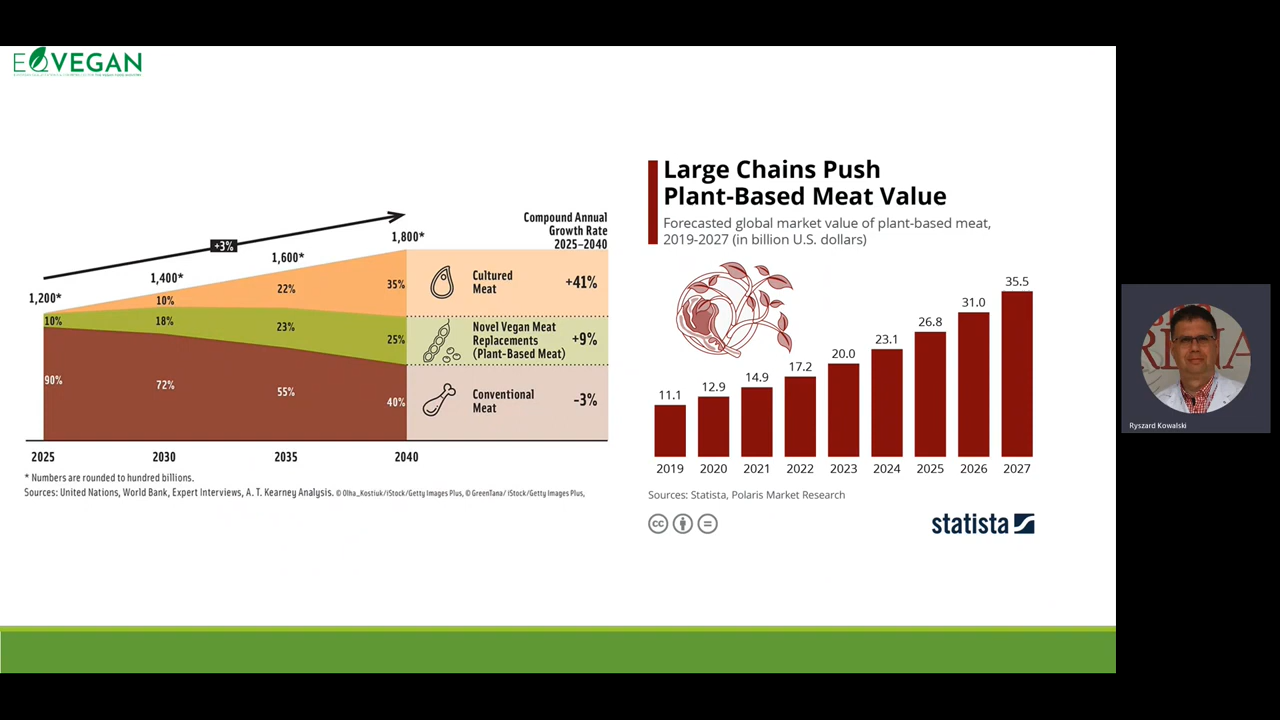 EQVEGAN
+3%
Compound Annual
Growth Rate
2025–2040
1,200*
1,400*
1,600*
1,800*
10%
22%
35%
Cultured
Meat
+41%
10%
18%
23%
25%
Novel Vegan Meat
Replacements
(Plant-Based Meat)
+9%
90%
72%
55%
40%
Conventional
Meat
-3%
2025 2030 2035 2040
* Numbers are rounded to hundred billions.
Sources: United Nations, World Bank, Expert Interviews, A. T. Kearney Analysis. © Olha_Kostiuk/iStock/Getty Images Plus, © GreenTana/ iStock/Getty Images Plus,
Large Chains Push
Plant-Based Meat Value
Forecasted global market value of plant-based meat,
2019-2027 (in billion U.S. dollars)
11.1 12.9 14.9 17.2 20.0 23.1 26.8 31.0 35.5
2019 2020 2021 2022 2023 2024 2025 2026 2027
Sources: Statista, Polaris Market Research
cc
statista
Ryszard Kowalski